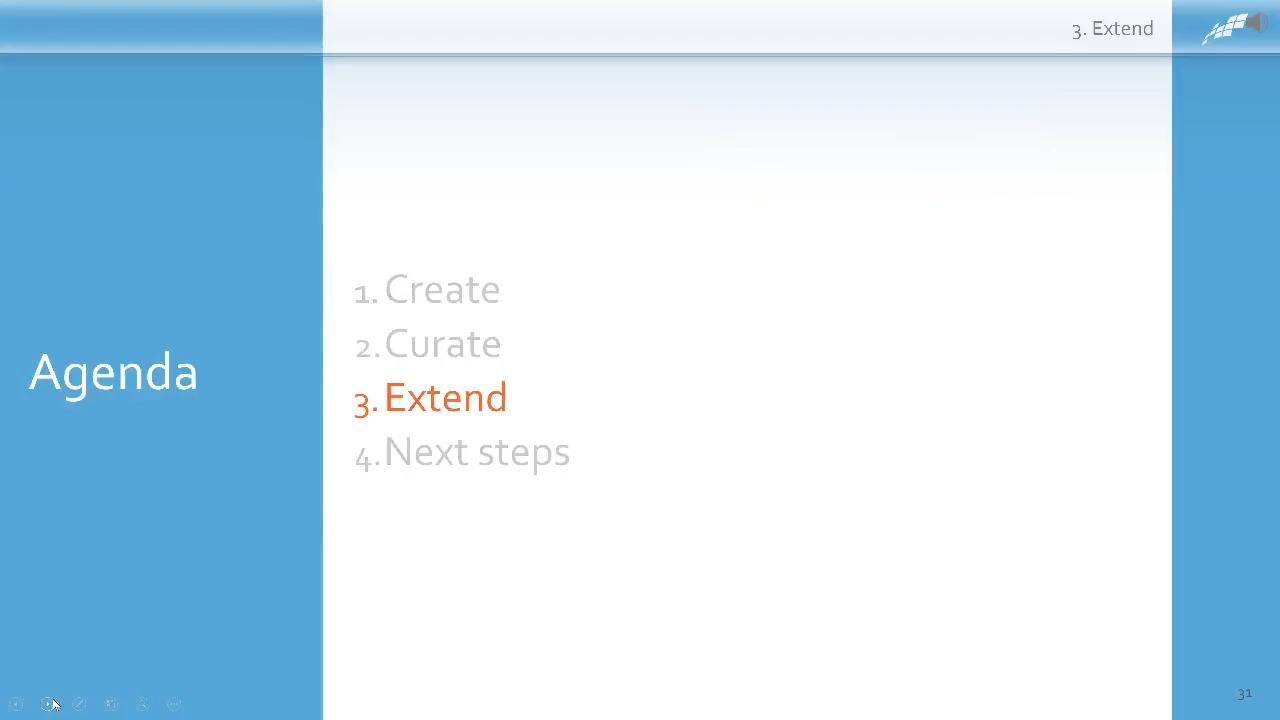 3. Extend
Agenda
1. Create
2. Curate
3. Extend
4. Next steps
31